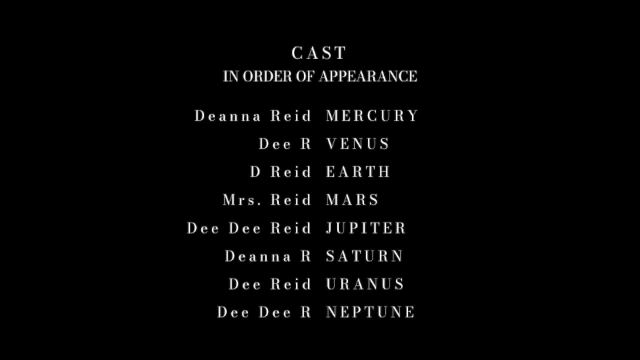 CAST
IN ORDER OF APPEARANCE
Deanna Reid MERCURY
Dee R VENUS
D Reid EARTH
Mrs. Reid MARS
Dee Dee Reid JUPITER
Deanna R SATURN
Dee Reid URANUS
Dee Dee R NEPTUNE